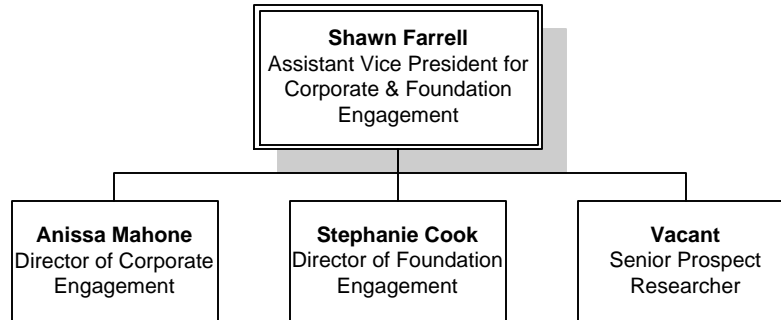 Shawn Farrell
Assistant Vice President for
Corporate & Foundation
Engagement
Anissa Mahone
Director of Corporate
Engagement
Stephanie Cook
Director of Foundation
Engagement
Vacant
Senior Prospect
Researcher